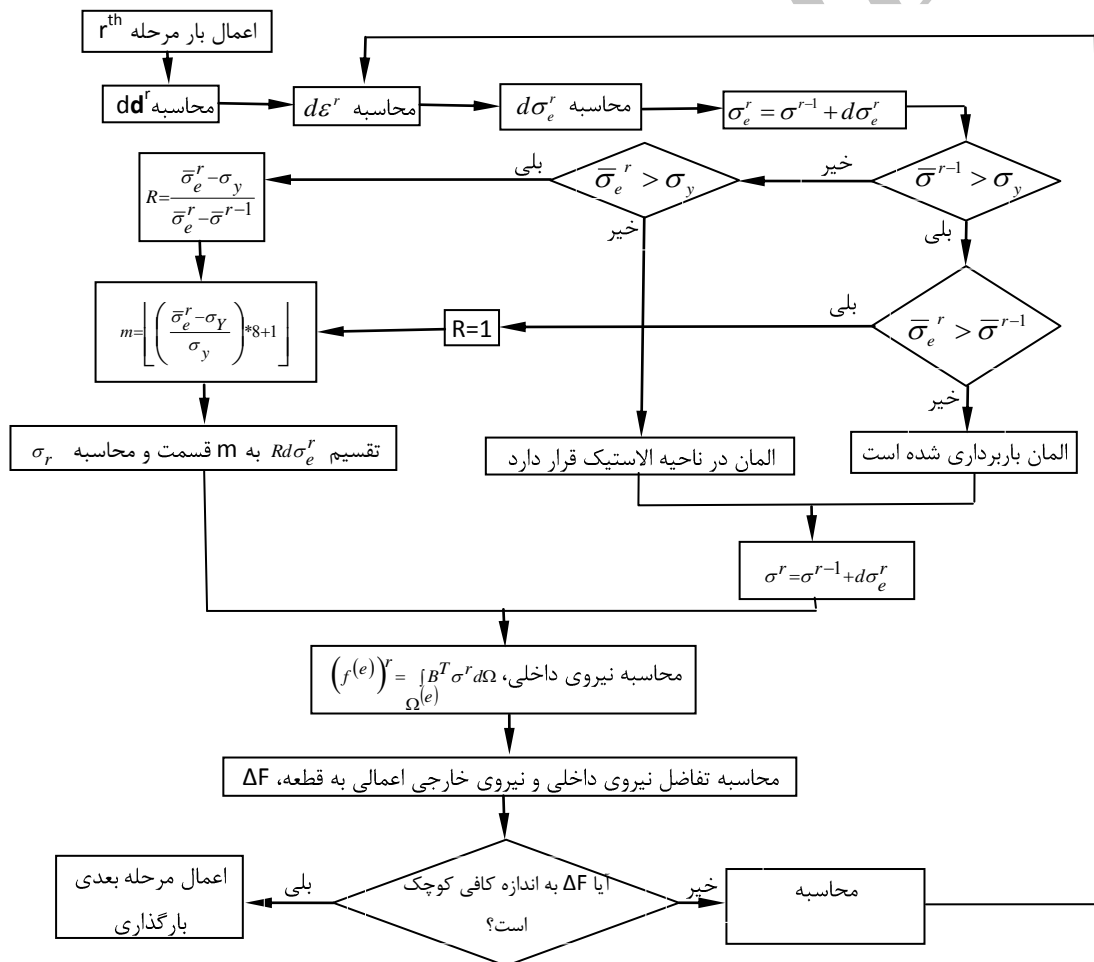 اعمال بار مرحله r^th
محاسبه dd^r
محاسبه dε^r
محاسبه dσ_e^r
σ_e^r = σ^{r-1} + dσ_e^r
σ̅^{r-1} > σ_y
خیر
بلی
σ̅_e^r > σ_y
بلی
خیر
R = (σ̅_e^r - σ_y) / (σ̅_e^r - σ̅^{r-1})
σ̅_e^r > σ̅^{r-1}
بلی
خیر
R=1
m = ⌊((σ̅_e^r - σ_Y) / σ_y) *8+1⌋
تقسیم Rdσ_e^r به m قسمت و محاسبه σ_r
المان در ناحیه الاستیک قرار دارد
المان باربرداری شده است
σ^r = σ^{r-1} + dσ_e^r
محاسبه نیروی داخلی، (f^(e))^r = ∫_{Ω^(e)} B^T σ^r dΩ
محاسبه تفاضل نیروی داخلی و نیروی خارجی اعمالی به قطعه، ΔF
آیا ΔF به اندازه کافی کوچک
است؟
بلی
خیر
اعمال مرحله بعدی
بارگذاری
محاسبه